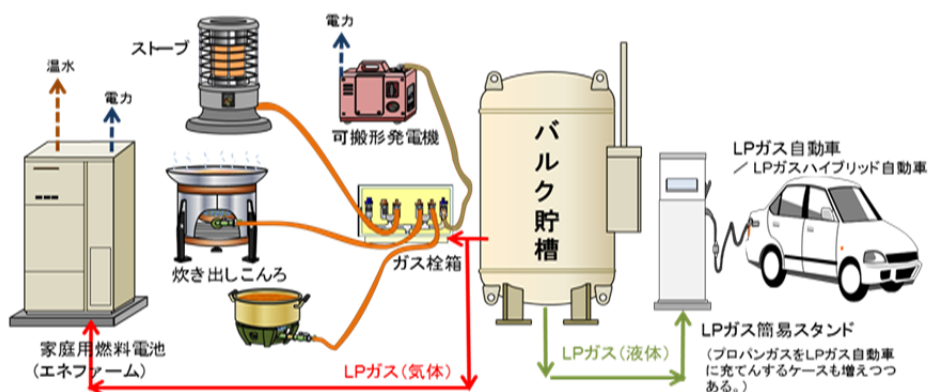 ストーブ
電力
温水
電力
可搬形発電機
バルク貯槽
LPガス自動車
／LPガスハイブリッド自動車
炊き出しこんろ
ガス栓箱
家庭用燃料電池
(エネファーム)
LPガス(気体)
LPガス(液体)
LPガス簡易スタンド
(プロパンガスをLPガス自動車
に充てんするケースも増えつつ
ある。)